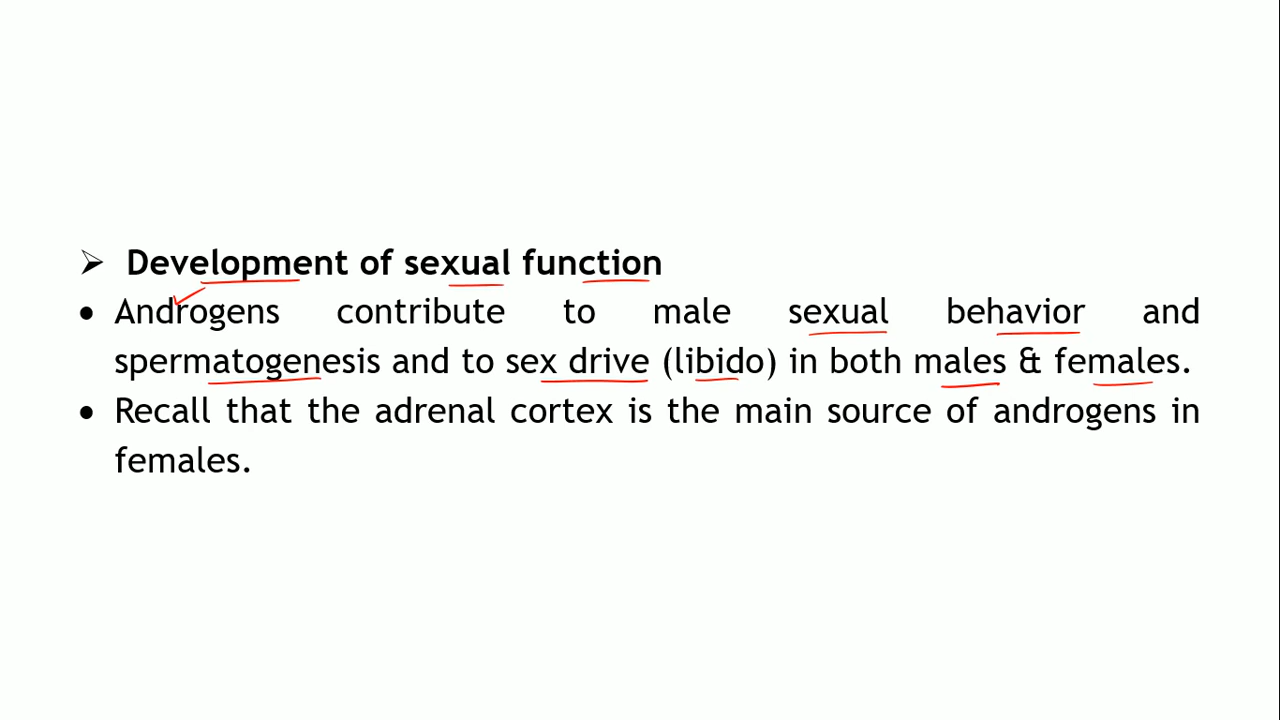 ➢ Development of sexual function
• Androgens contribute to male sexual behavior and
spermatogenesis and to sex drive (libido) in both males & females.
• Recall that the adrenal cortex is the main source of androgens in
females.